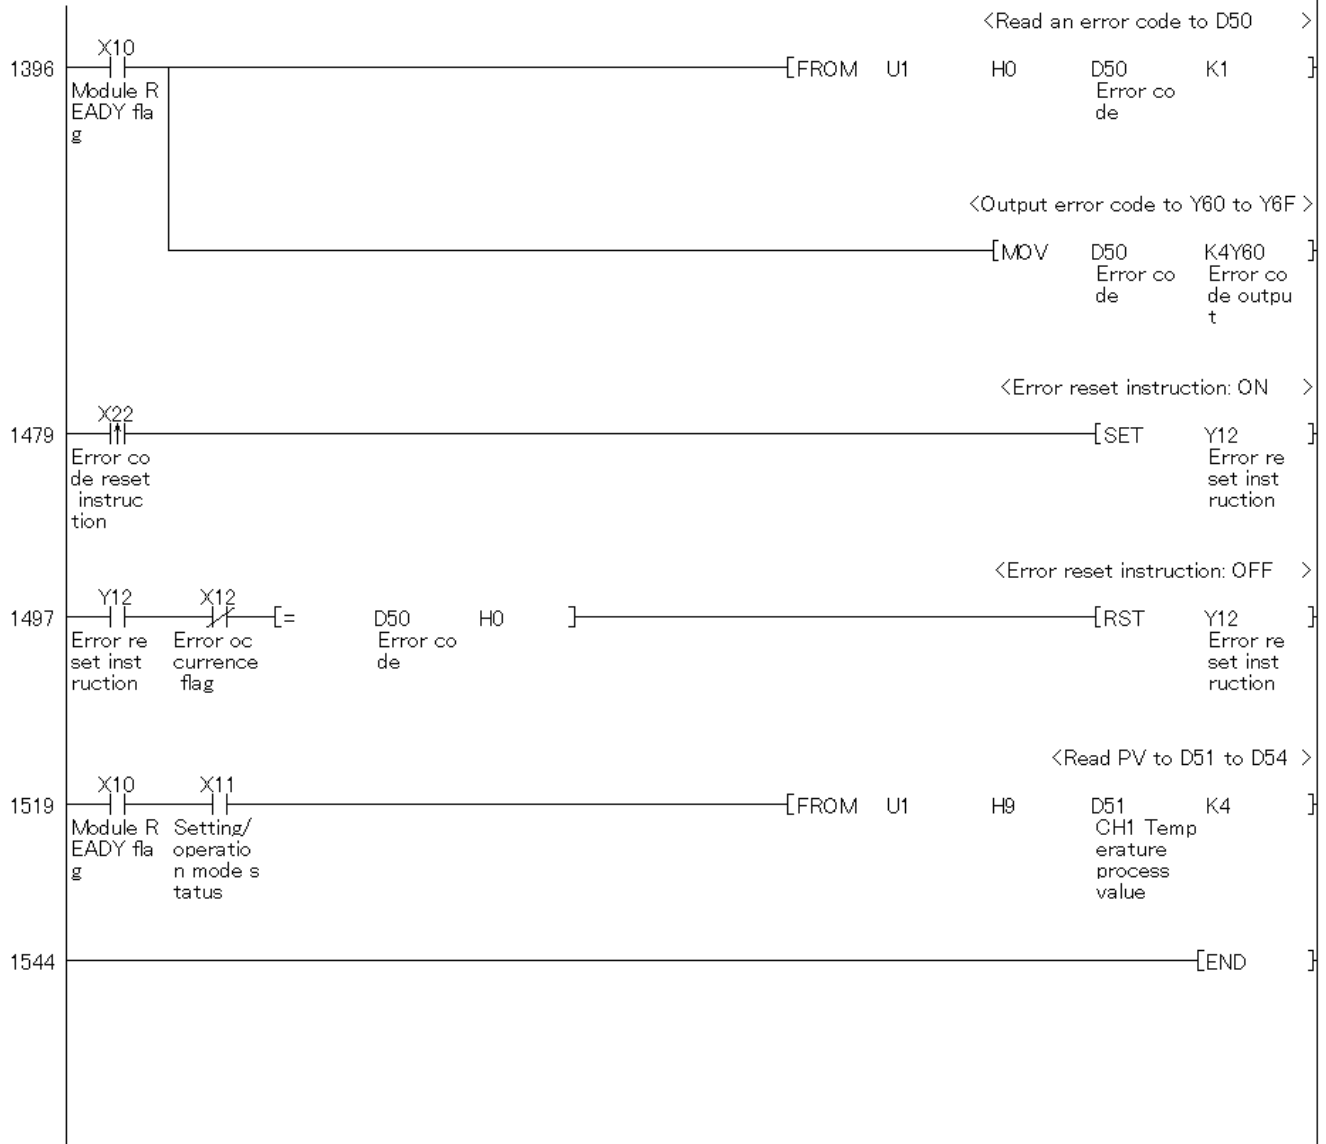 <Read an error code to D50 >
X10
1396 [FROM U1 H0 D50 K1 ]
Module R Error co
EADY fla de
g
<Output error code to Y60 to Y6F >
[MOV D50 K4Y60 ]
Error co Error co
de de outpu
t
<Error reset instruction: ON >
X22
1479 [SET Y12 ]
Error co Error re
de reset set inst
instruc ruction
tion
<Error reset instruction: OFF >
Y12 X12
1497 [= D50 H0 ] [RST Y12 ]
Error re Error oc Error co Error re
set inst currence de set inst
ruction flag ruction
<Read PV to D51 to D54 >
X10 X11
1519 [FROM U1 H9 D51 K4 ]
Module R Setting/ CH1 Temp
EADY fla operatio erature
g n mode s process
tatus value
1544 [END ]